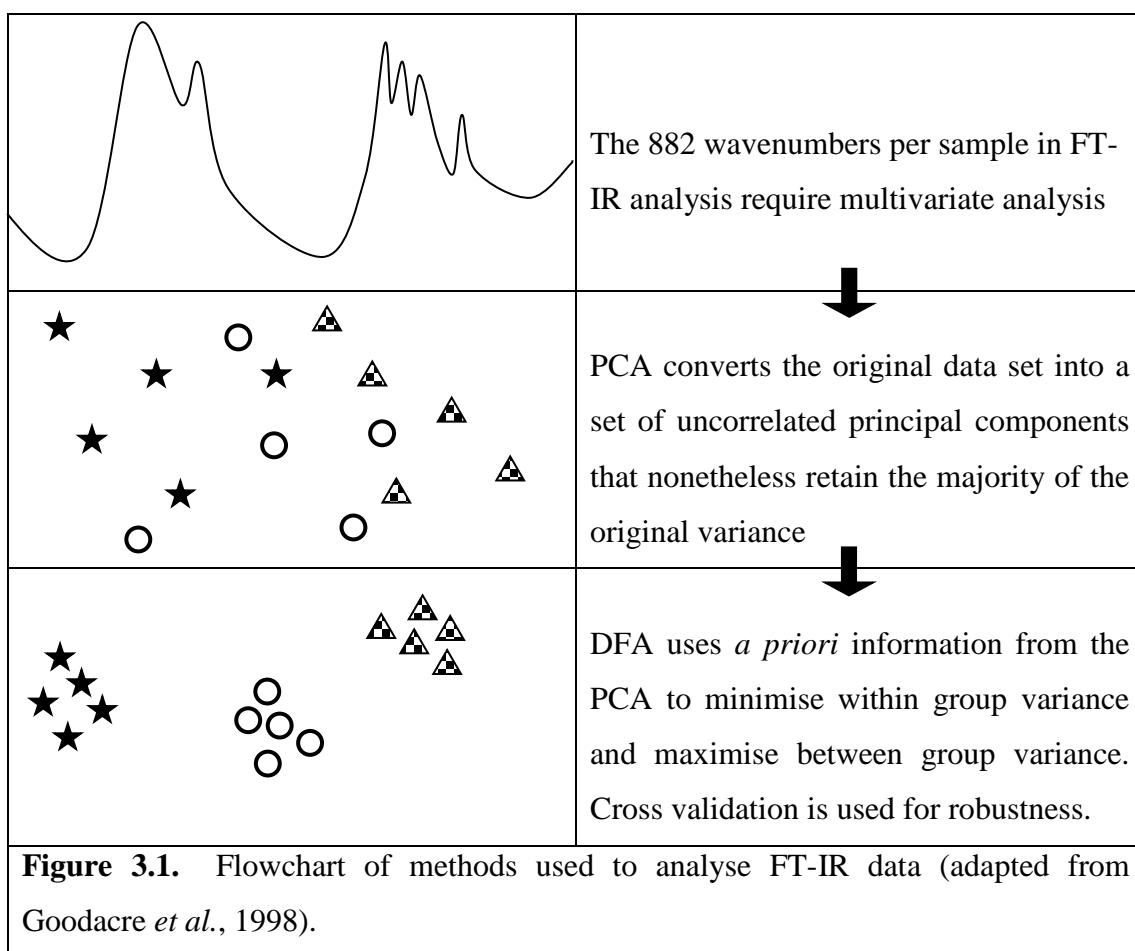 The 882 wavenumbers per sample in FT-
IR analysis require multivariate analysis
PCA converts the original data set into a
set of uncorrelated principal components
that nonetheless retain the majority of the
original variance
DFA uses a priori information from the
PCA to minimise within group variance
and maximise between group variance.
Cross validation is used for robustness.
Figure 3.1. Flowchart of methods used to analyse FT-IR data (adapted from
Goodacre et al., 1998).